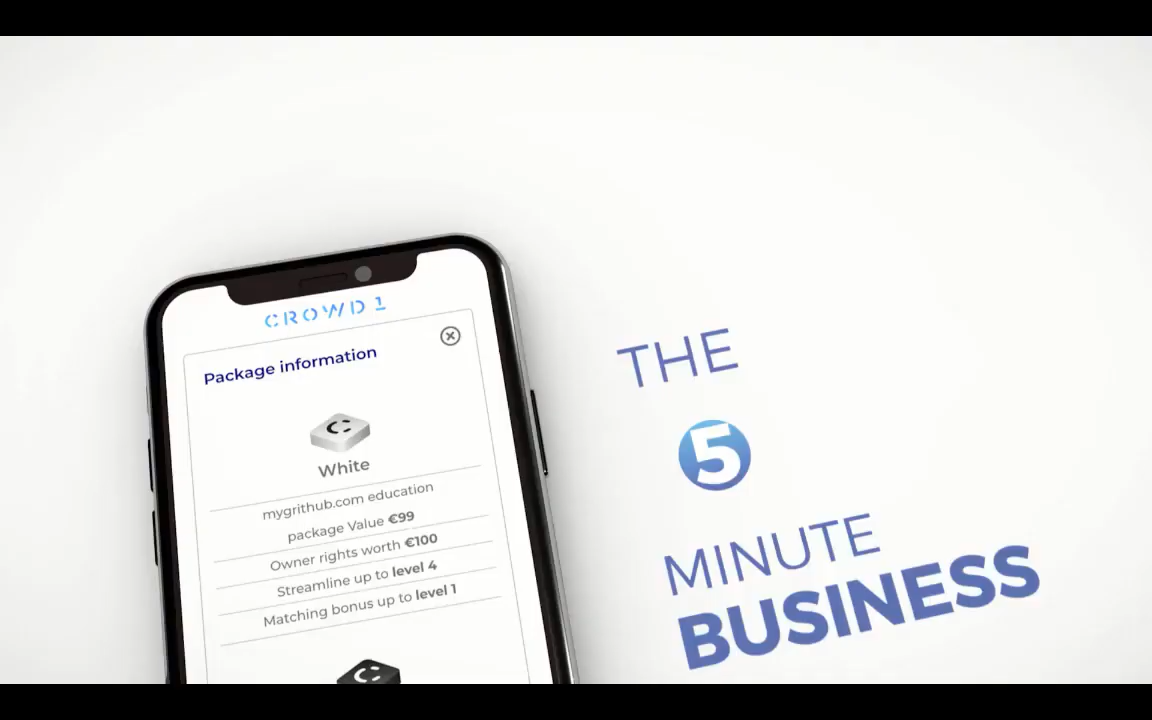 CROWD 1
Package information
White
mygrithub.com education
package Value €99
Owner rights worth €100
Streamline up to level 4
Matching bonus up to level 1
THE
5
MINUTE
BUSINESS